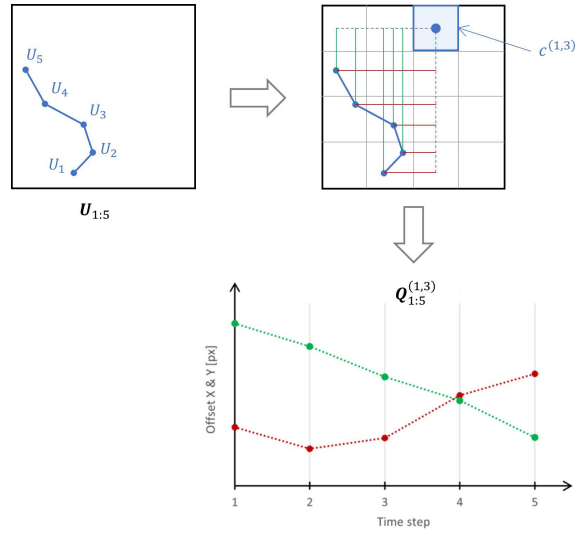 U₅
U₄
U₃
U₂
U₁
U₁:₅
c⁽¹,³⁾
Q₁:₅⁽¹,³⁾
Offset X & Y [px]
1 2 3 4 5
Time step